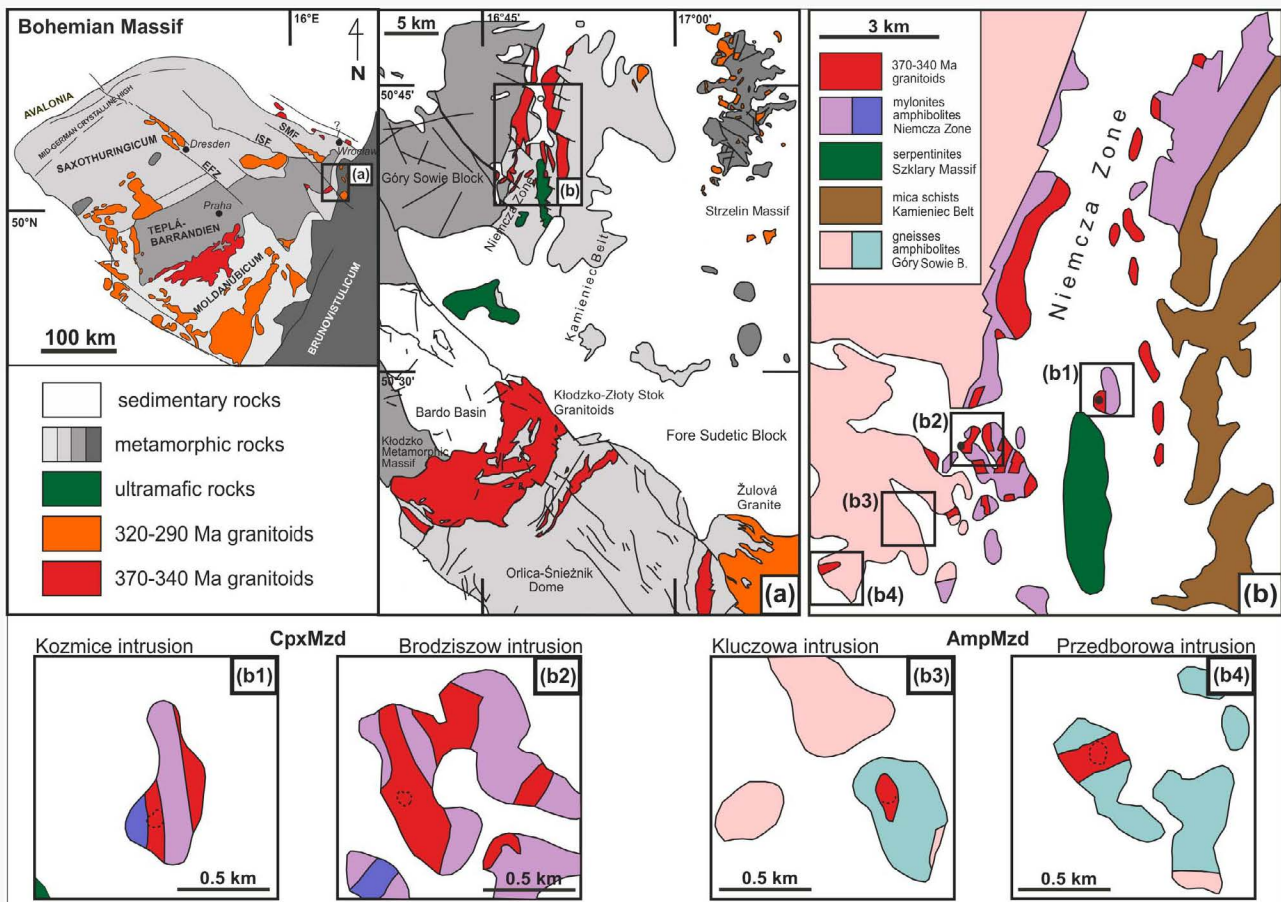 Bohemian Massif
16°E
N
AVALONIA
MID-GERMAN CRYSTALLINE HIGH
SAXOTHURINGICUM
Dresden
ISF
SMF
?
Wrocław
EFZ
(a)
50°N
Praha
TEPLÁ-
BARRANDIEN
MOLDANUBICUM
BRUNOVISTULICUM
100 km
sedimentary rocks
metamorphic rocks
ultramafic rocks
320-290 Ma granitoids
370-340 Ma granitoids
5 km
16°45'
17°00'
50°45'
Góry Sowie Block
(b)
Niemcza Zone
Strzelin Massif
Kamieniec Belt
50°30'
Bardo Basin
Kłodzko-Złoty Stok
Granitoids
Kłodzko
Metamorphic
Massif
Fore Sudetic Block
Žulová
Granite
Orlica-Śnieżnik
Dome
(a)
3 km
370-340 Ma
granitoids
mylonites
amphibolites
Niemcza Zone
serpentinites
Szklary Massif
mica schists
Kamieniec Belt
gneisses
amphibolites
Góry Sowie B.
Niemcza Zone
(b1)
(b2)
(b3)
(b4)
(b)
Kozmice intrusion
CpxMzd
Brodziszow intrusion
Kluczowa intrusion
AmpMzd
Przedborowa intrusion
(b1)
(b2)
(b3)
(b4)
0.5 km
0.5 km
0.5 km
0.5 km